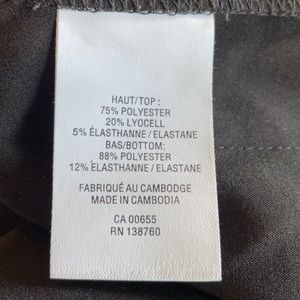 HAUT/TOP :
75% POLYESTER
20% LYOCELL
5% ÉLASTHANNE / ELASTANE
BAS/BOTTOM:
88% POLYESTER
12% ÉLASTHANNE / ELASTANE
FABRIQUÉ AU CAMBODGE
MADE IN CAMBODIA
CA 00655
RN 138760